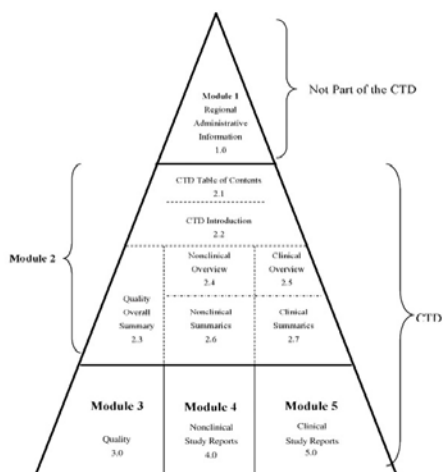 Module 1
Regional
Administrative
Information
1.0
Not Part of the CTD
CTD Table of Contents
2.1
CTD Introduction
2.2
Module 2
Nonclinical
Overview
2.4
Clinical
Overview
2.5
Quality
Overall
Summary
2.3
Nonclinical
Summaries
2.6
Clinical
Summaries
2.7
CTD
Module 3
Quality
3.0
Module 4
Nonclinical
Study Reports
4.0
Module 5
Clinical
Study Reports
5.0